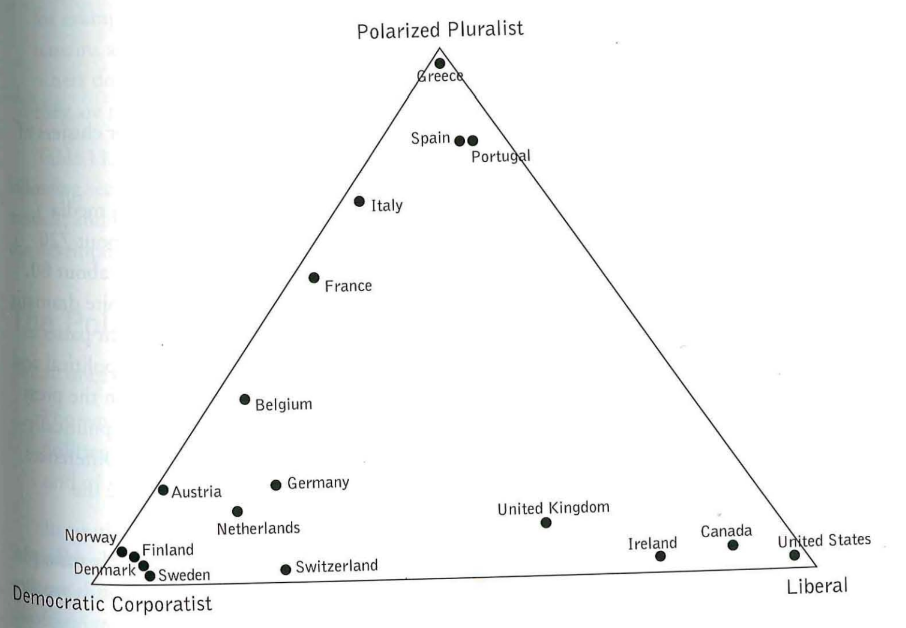 Polarized Pluralist
Greece
Spain
Portugal
Italy
France
Belgium
Austria
Germany
Netherlands
United Kingdom
Norway
Finland
Denmark
Sweden
Switzerland
Ireland
Canada
United States
Democratic Corporatist
Liberal